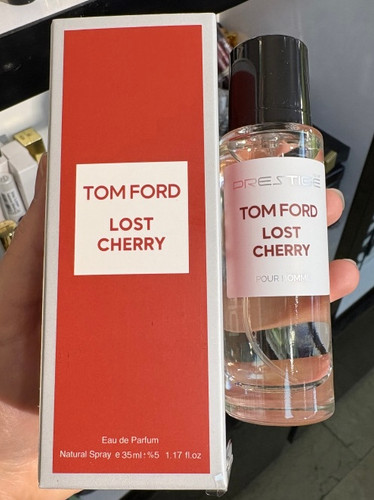 TOM FORD
LOST
CHERRY
Eau de Parfum
Natural Spray e 35ml ٪5 1.17 fl.oz
PRESTIGE
TOM FORD
LOST
CHERRY
POUR HOMME